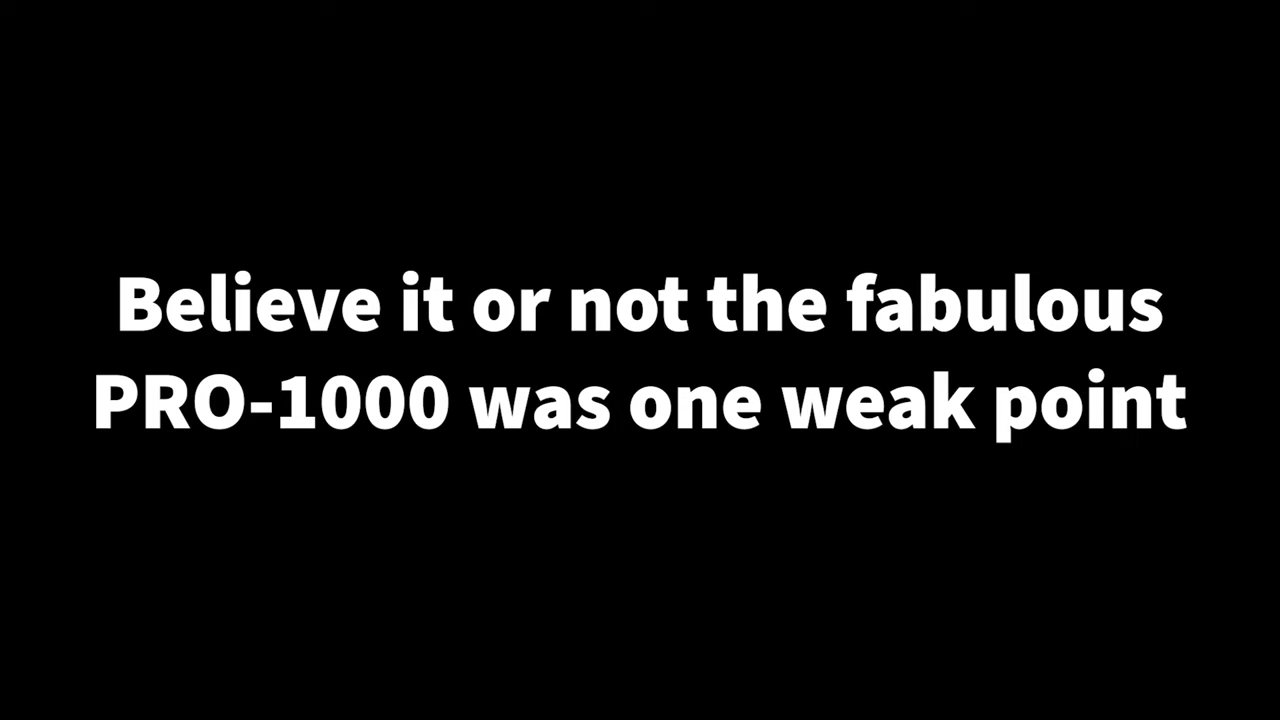 Believe it or not the fabulous
PRO-1000 was one weak point